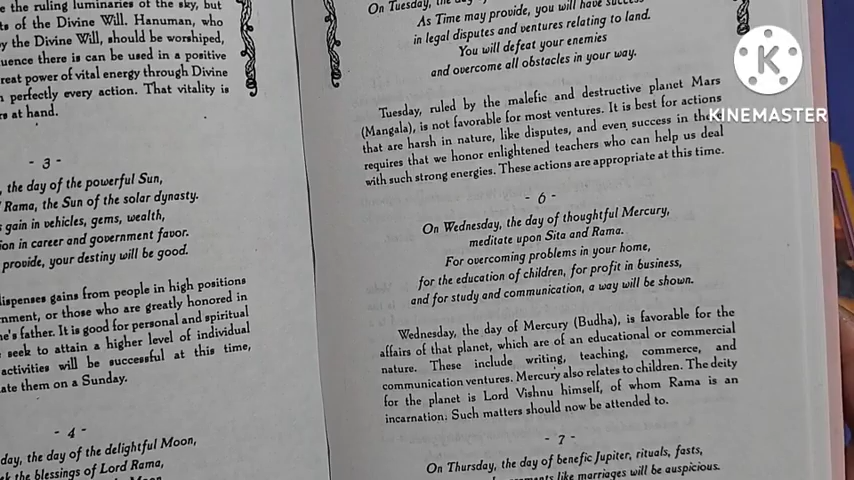 e the ruling luminaries of the sky, but
ts of the Divine Will. Hanuman, who
by the Divine Will, should be worshiped,
uence there is can be used in a positive
reat power of vital energy through Divine
n perfectly every action. That vitality is
rs at hand.
- 3 -
, the day of the powerful Sun,
Rama, the Sun of the solar dynasty.
s gain in vehicles, gems, wealth,
ion in career and government favor.
provide, your destiny will be good.
dispenses gains from people in high positions
rnment, or those who are greatly honored in
ne's father. It is good for personal and spiritual
seek to attain a higher level of individual
activities will be successful at this time,
ate them on a Sunday.
- 4 -
day, the day of the delightful Moon,
ek the blessings of Lord Rama,
Moon
On Tuesday, the day
As Time may provide, you will have success
in legal disputes and ventures relating to land.
You will defeat your enemies
and overcome all obstacles in your way.
Tuesday, ruled by the malefic and destructive planet Mars
(Mangala), is not favorable for most ventures. It is best for actions
that are harsh in nature, like disputes, and even success in
requires that we honor enlightened teachers who can help us deal
with such strong energies. These actions are appropriate at this time.
- 6 -
On Wednesday, the day of thoughtful Mercury,
meditate upon Sita and Rama.
For overcoming problems in your home,
for the education of children, for profit in business,
and for study and communication, a way will be shown.
Wednesday, the day of Mercury (Budha), is favorable for the
affairs of that planet, which are of an educational or commercial
nature. These include writing, teaching, commerce, and
communication ventures. Mercury also relates to children. The deity
for the planet is Lord Vishnu himself, of whom Rama is an
incarnation. Such matters should now be attended to.
- 7 -
On Thursday, the day of benefic Jupiter, rituals, fasts,
like marriages will be auspicious.
K
KINEMASTER